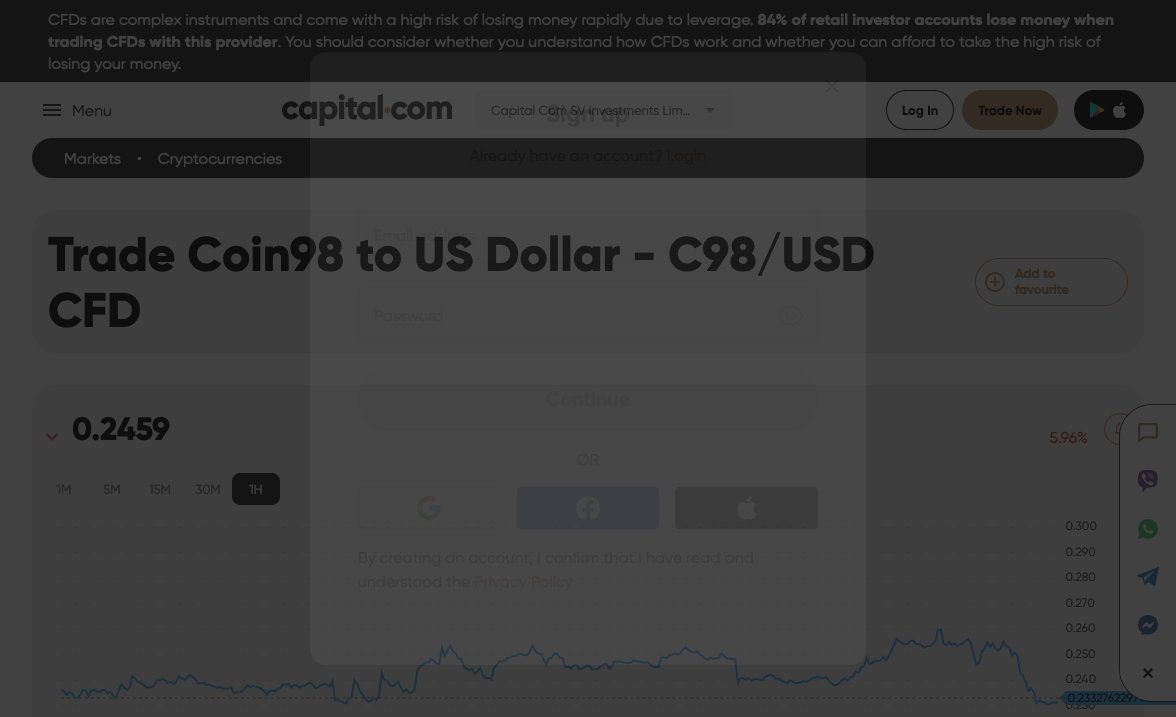 CFDs are complex instruments and come with a high risk of losing money rapidly due to leverage. 84% of retail investor accounts lose money when
trading CFDs with this provider. You should consider whether you understand how CFDs work and whether you can afford to take the high risk of
losing your money.
Menu
capital.com
Capital Com SV Investments Lim...
Log In
Trade Now
Sign up
Already have an account? Login
Markets • Cryptocurrencies
Email address
Trade Coin98 to US Dollar - C98/USD
CFD
Add to
favourite
Password
Continue
0.2459
5.96%
OR
1M 5M 15M 30M 1H
By creating an account, I confirm that I have read and
understood the Privacy Policy
0.300
0.290
0.280
0.270
0.260
0.250
0.240
0.230